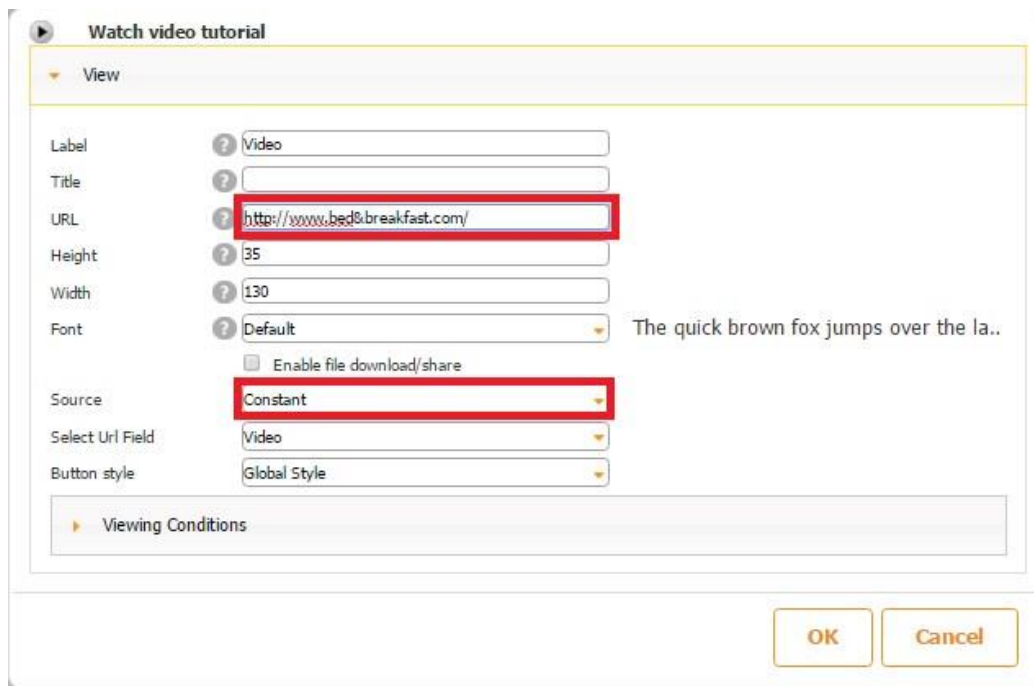 Watch video tutorial
View
Label ? Video
Title ?
URL ? http://www.bed&breakfast.com/
Height ? 35
Width ? 130
Font ? Default The quick brown fox jumps over the la..
Enable file download/share
Source Constant
Select Url Field Video
Button style Global Style
Viewing Conditions
OK Cancel